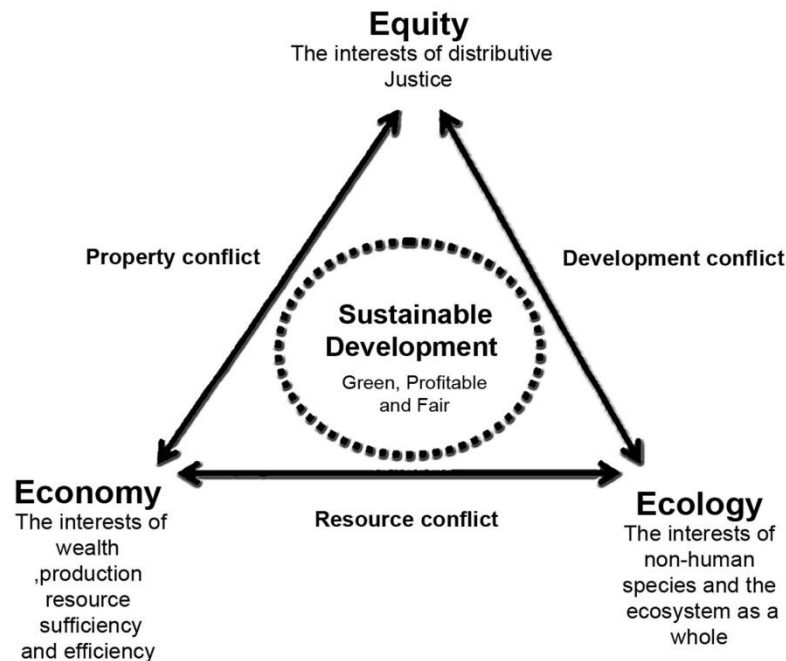 Equity
The interests of distributive
Justice
Property conflict
Development conflict
Sustainable
Development
Green, Profitable
and Fair
Economy
The interests of
wealth
,production
resource
sufficiency
and efficiency
Resource conflict
Ecology
The interests of
non-human
species and the
ecosystem as a
whole